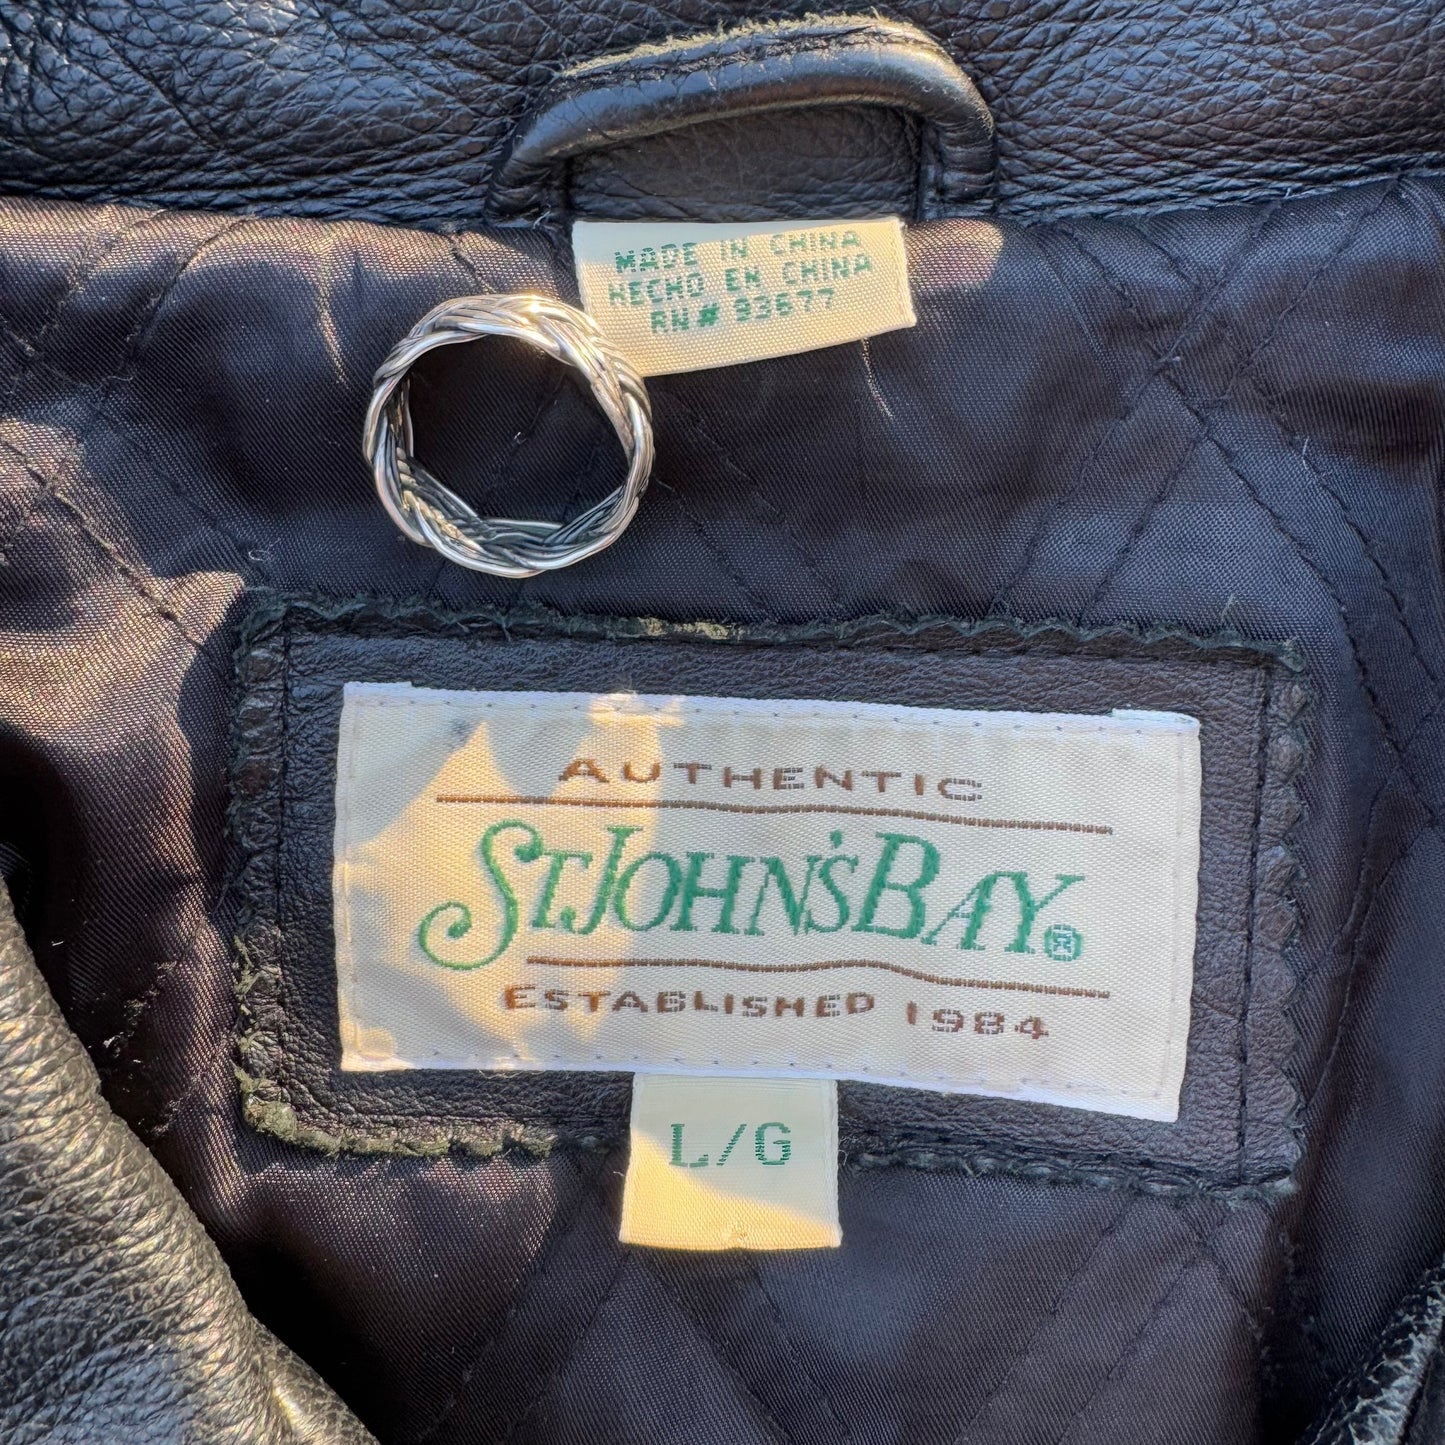 MADE IN CHINA
HECHO EN CHINA
RN# 93677
AUTHENTIC
ST. JOHN'S BAY®
ESTABLISHED 1984
L/G